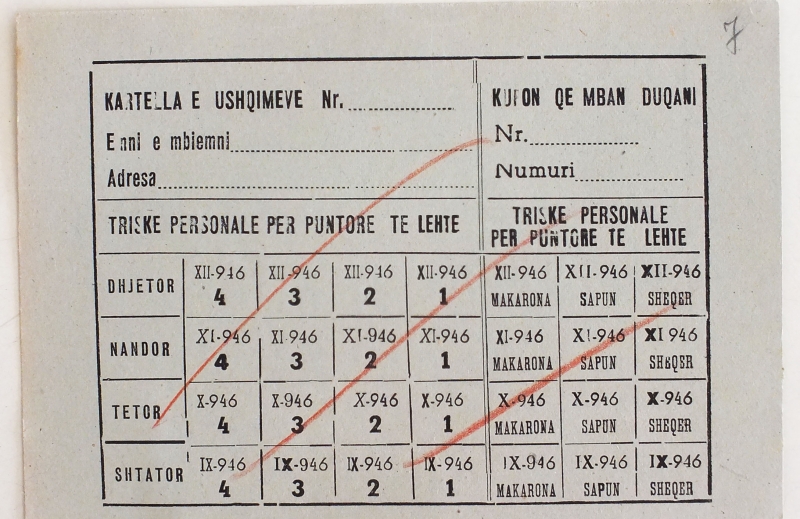 7
KARTELLA E USHQIMEVE Nr.
Emni e mbiemni
Adresa
KUPON QE MBAN DUQANI
Nr.
Numuri
TRISKE PERSONALE PER PUNTORE TE LEHTE
TRISKE PERSONALE
PER PUNTORE TE LEHTE
DHJETOR XII-946 XII-946 XII-946 XII-946 XII-946 XII-946 XII-946
4 3 2 1 MAKARONA SAPUN SHEQER
NANDOR XI-946 XI-946 XI-946 XI-946 XI-946 XI-946 XI 946
4 3 2 1 MAKARONA SAPUN SHEQER
TETOR X-946 X-946 X-946 X-946 X-946 X-946 X-946
4 3 2 1 MAKARONA SAPUN SHEQER
SHTATOR IX-946 IX-946 IX-946 IX-946 IX-946 IX-946 IX-946
4 3 2 1 MAKARONA SAPUN SHEQER